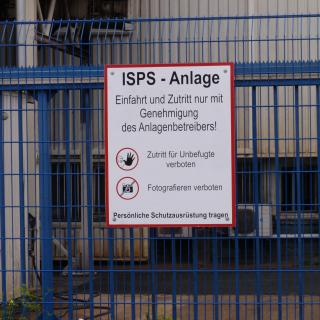 ISPS - Anlage
Einfahrt und Zutritt nur mit
Genehmigung
des Anlagenbetreibers!
Zutritt für Unbefugte
verboten
Fotografieren verboten
Persönliche Schutzausrüstung tragen